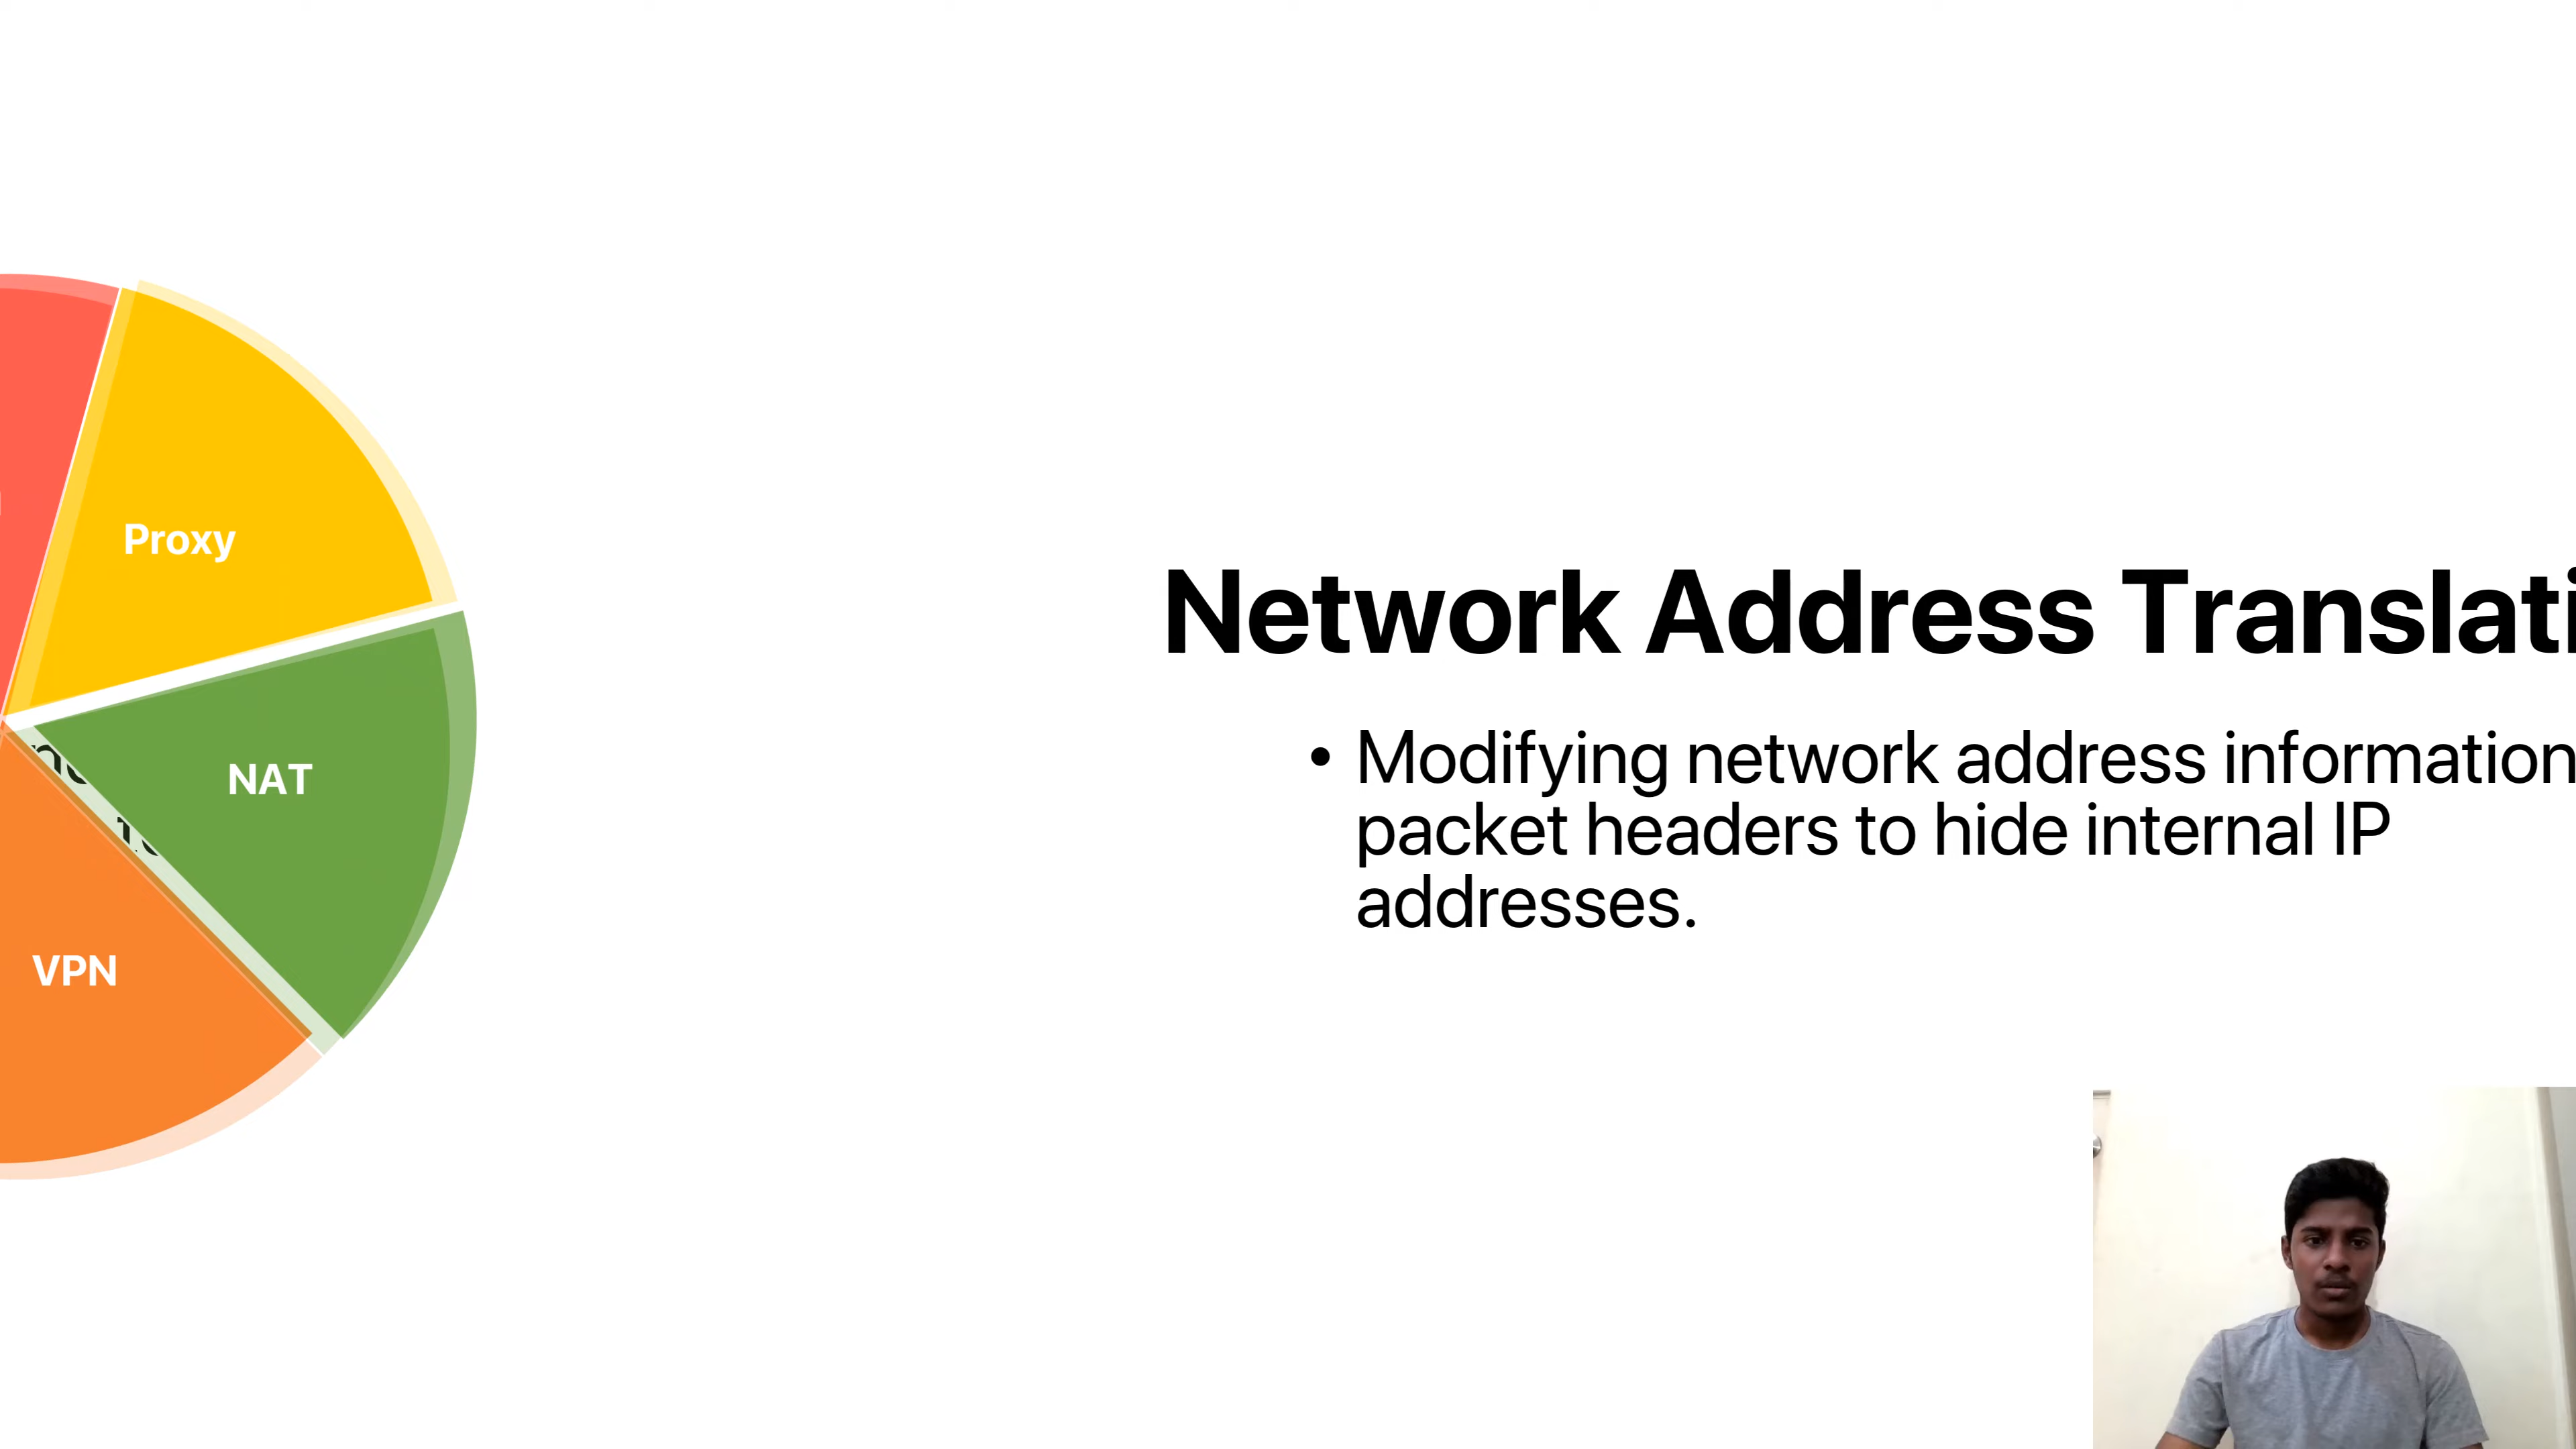 Proxy
NAT
VPN
Network Address Translati
• Modifying network address information
packet headers to hide internal IP
addresses.